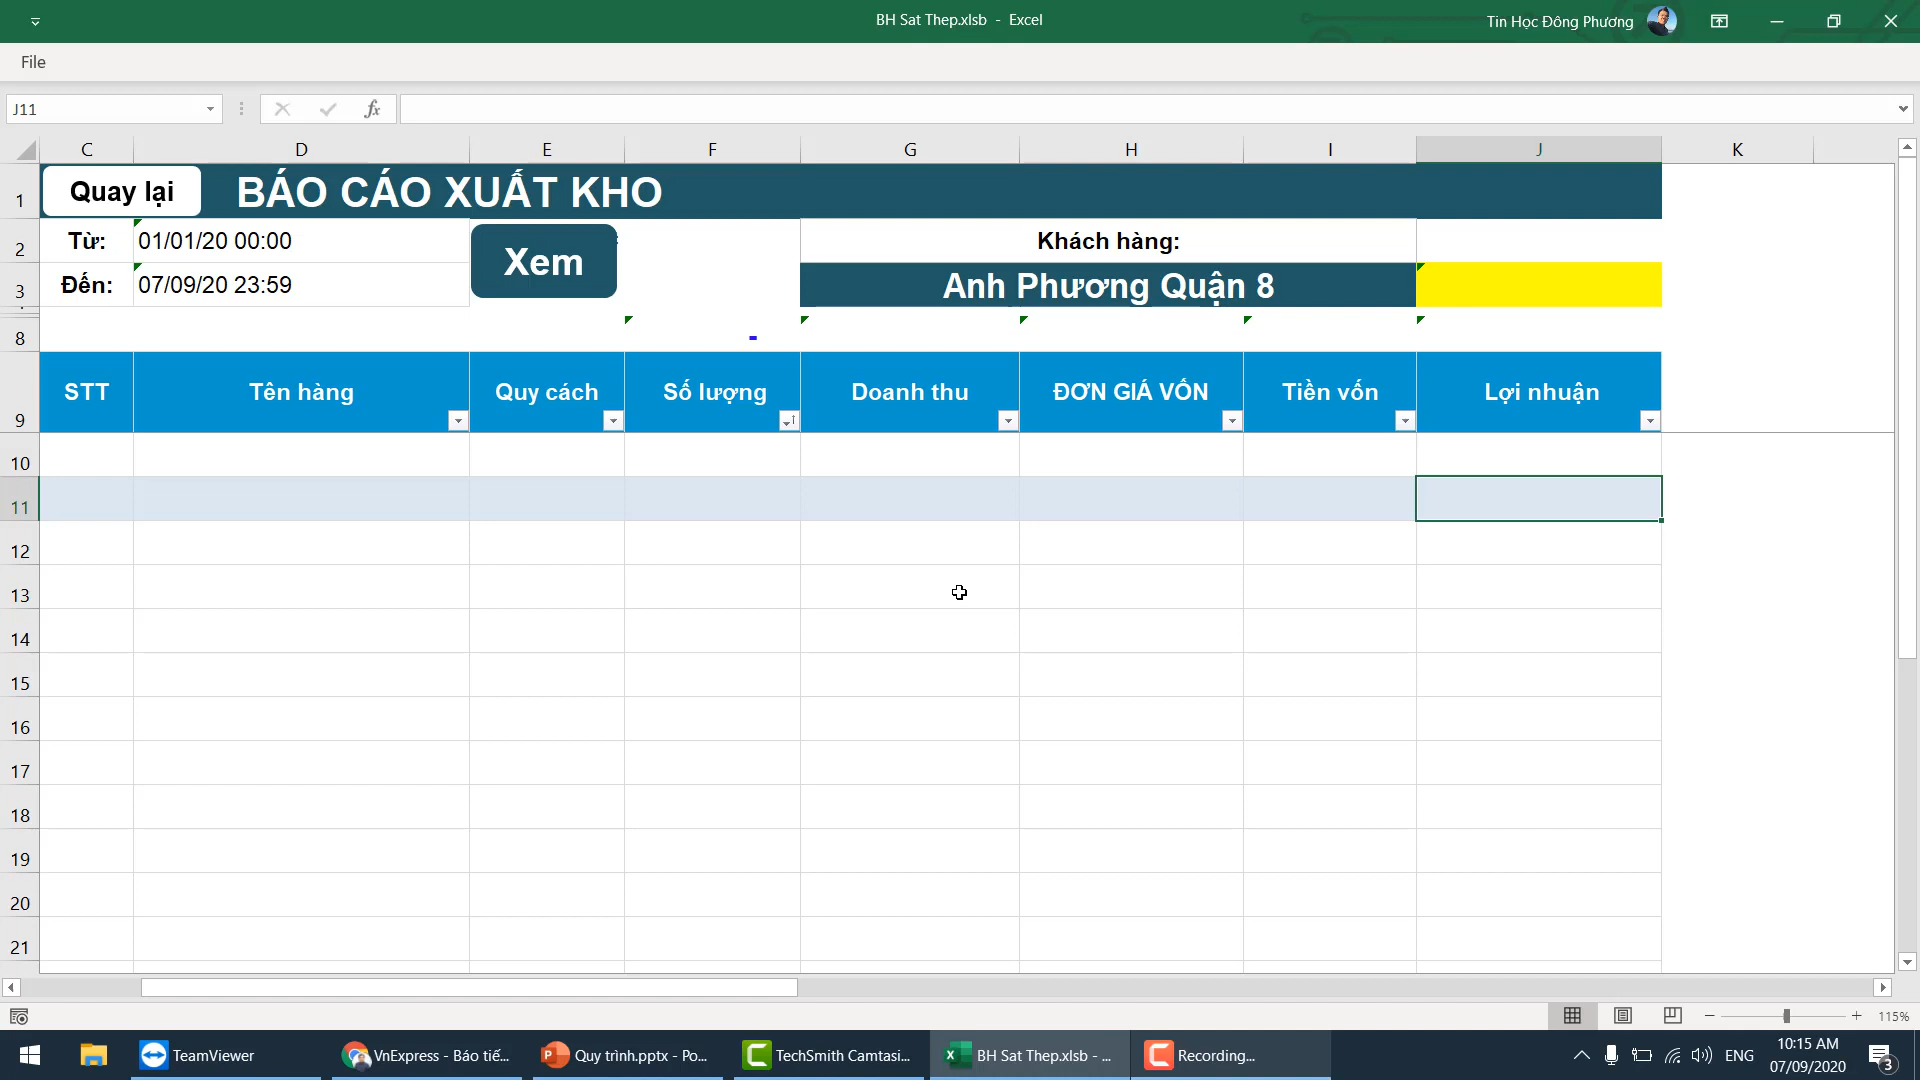 BH Sat Thep.xlsb - Excel
Tin Học Đông Phương
File
J11
fx
C D E F G H I J K
1 Quay lại BÁO CÁO XUẤT KHO
2 Từ: 01/01/20 00:00 Xem Khách hàng:
3 Đến: 07/09/20 23:59 Anh Phương Quận 8
8 -
9 STT Tên hàng Quy cách Số lượng Doanh thu ĐƠN GIÁ VỐN Tiền vốn Lợi nhuận
10
11
12
13
14
15
16
17
18
19
20
21
115%
TeamViewer
VnExpress - Báo tiế...
Quy trình.pptx - Po...
TechSmith Camtasi...
BH Sat Thep.xlsb - ...
Recording...
ENG
10:15 AM
07/09/2020
3